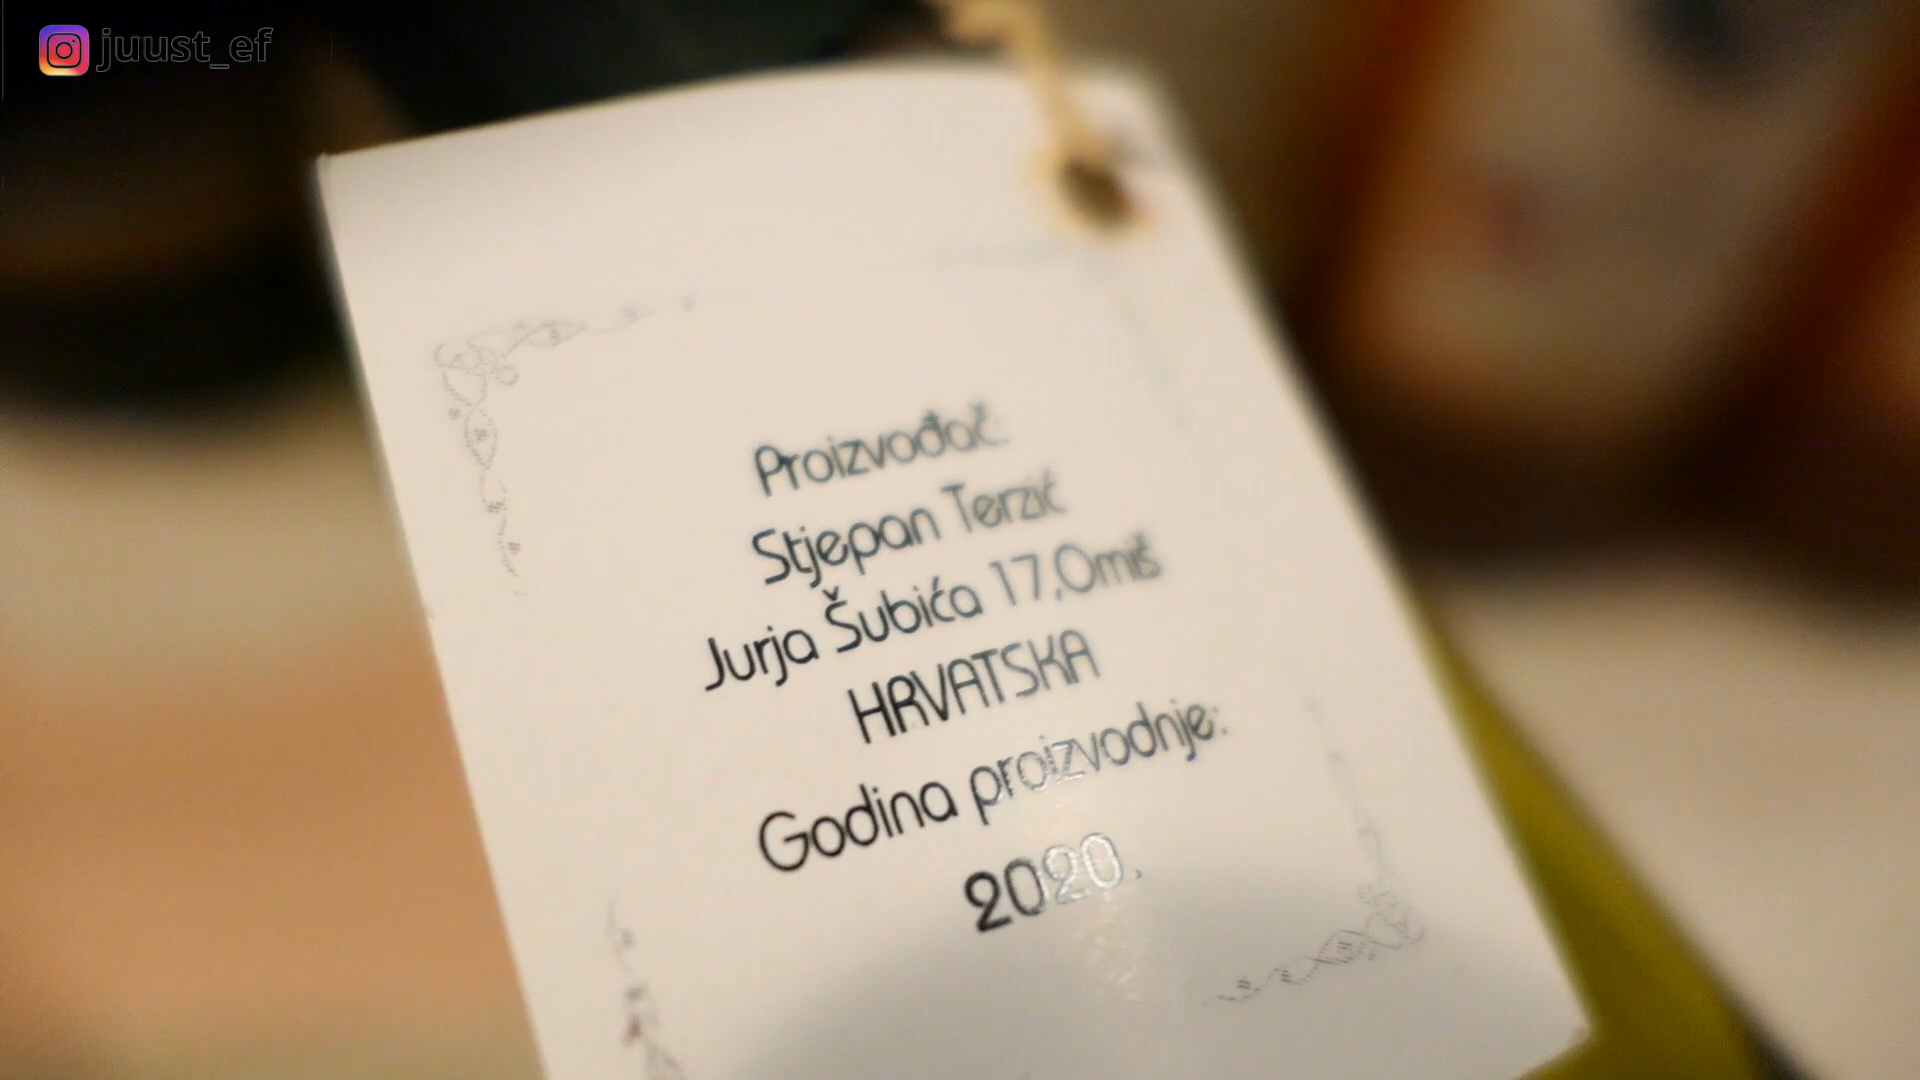 juust_ef
Proizvođač:
Stjepan Terzić
Jurja Šubića 17,Omiš
HRVATSKA
Godina proizvodnje:
2020.